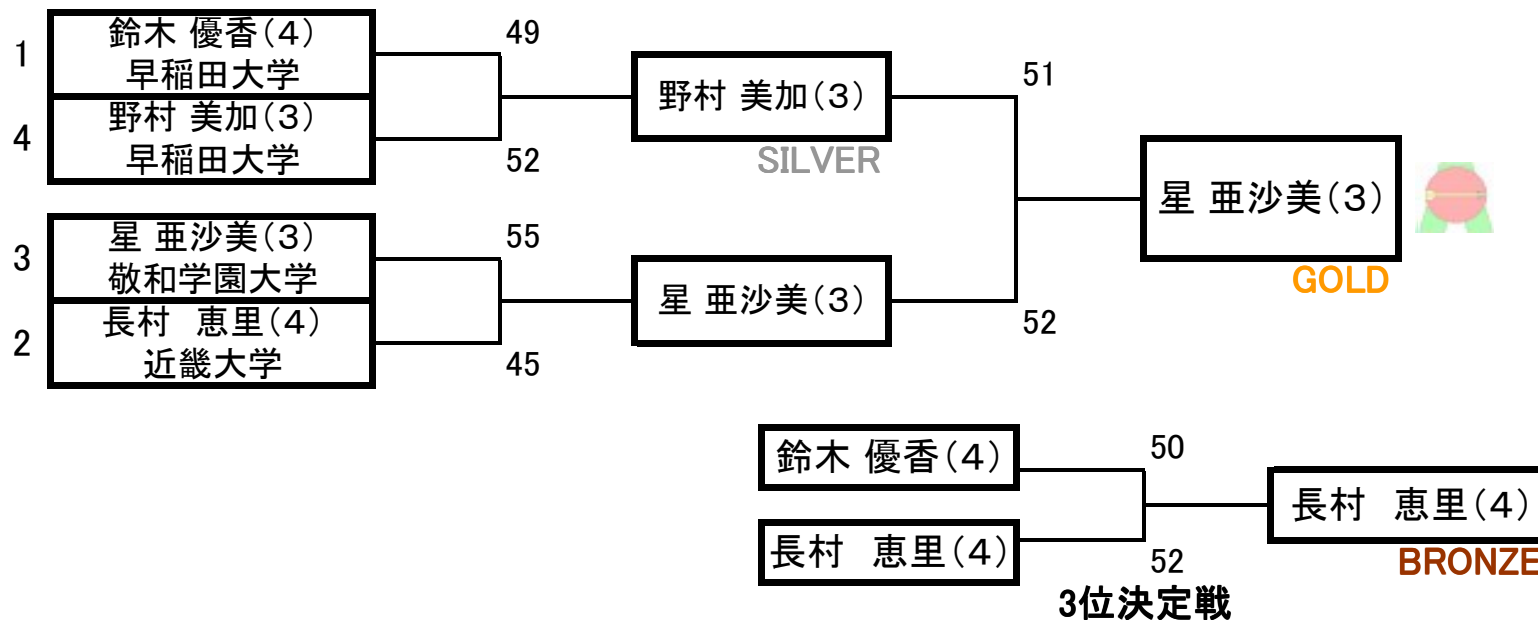 1
鈴木 優香(4)
早稲田大学
49
4
野村 美加(3)
早稲田大学
52
野村 美加(3)
SILVER
51
3
星 亜沙美(3)
敬和学園大学
55
2
長村　恵里(4)
近畿大学
45
星 亜沙美(3)
52
星 亜沙美(3)
GOLD
鈴木 優香(4)
50
長村　恵里(4)
52
3位決定戦
長村　恵里(4)
BRONZE